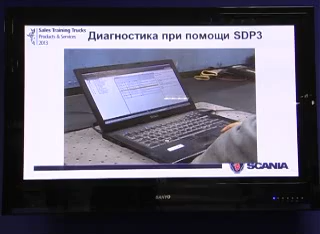 Sales Training Trucks
Products & Services
2013
Диагностика при помощи SDP3
SCANIA
SANYO